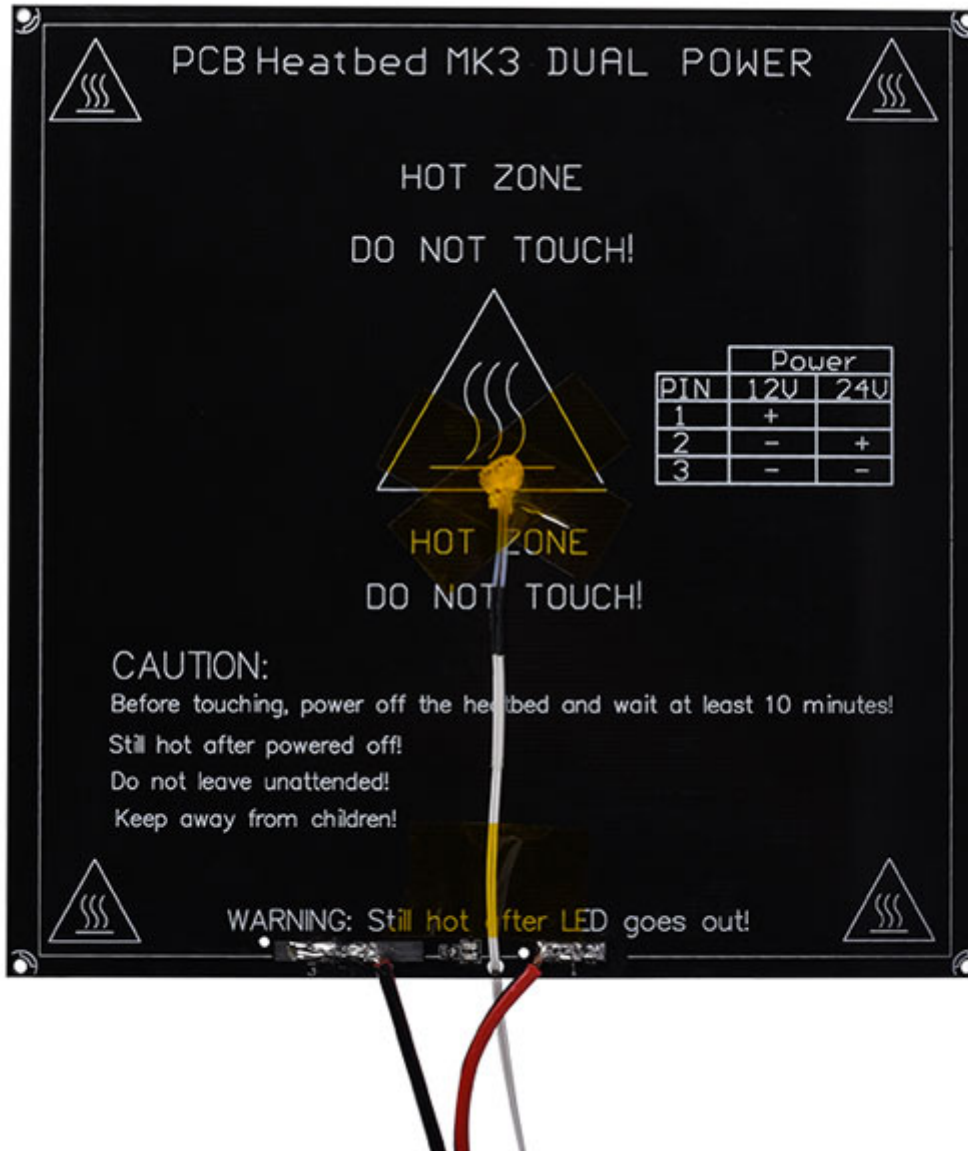 PCB Heatbed MK3 DUAL POWER
HOT ZONE
DO NOT TOUCH!
Power
PIN 12V 24V
1 +
2 - +
3 - -
HOT ZONE
DO NOT TOUCH!
CAUTION:
Before touching, power off the heatbed and wait at least 10 minutes!
Still hot after powered off!
Do not leave unattended!
Keep away from children!
WARNING: Still hot after LED goes out!
3 1